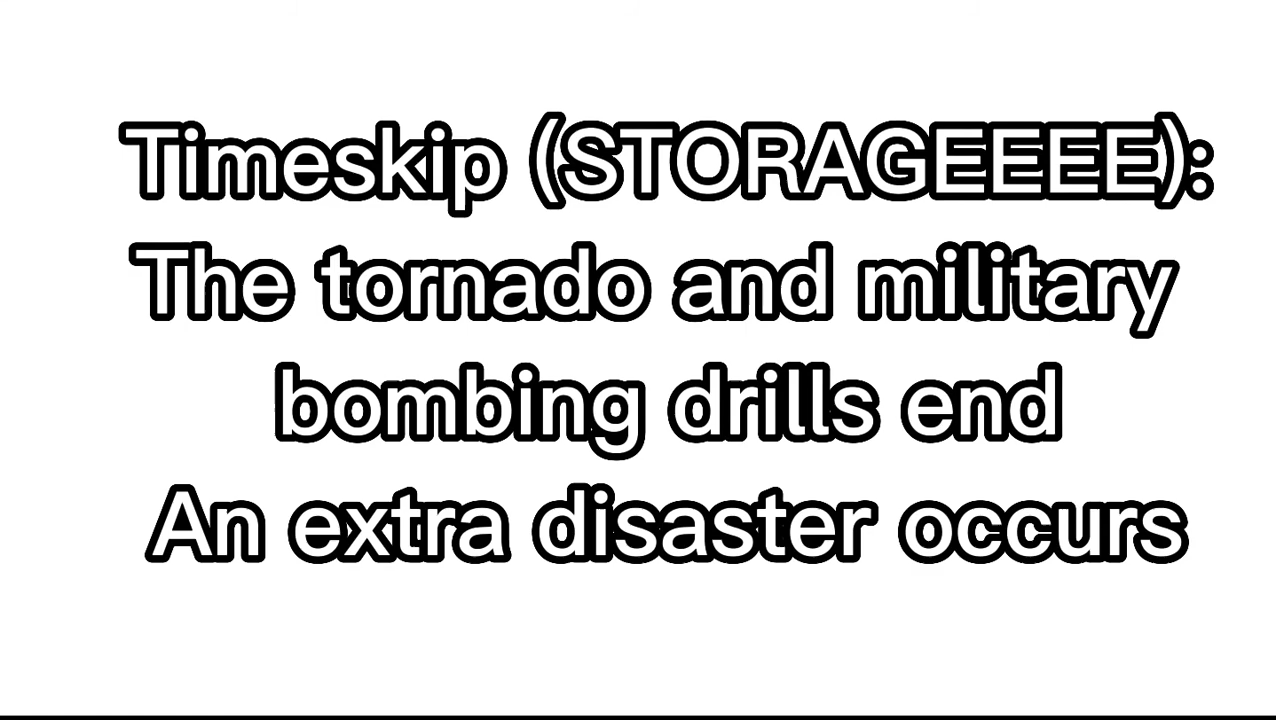 Timeskip (STORAGEEEE):
The tornado and military
bombing drills end
An extra disaster occurs